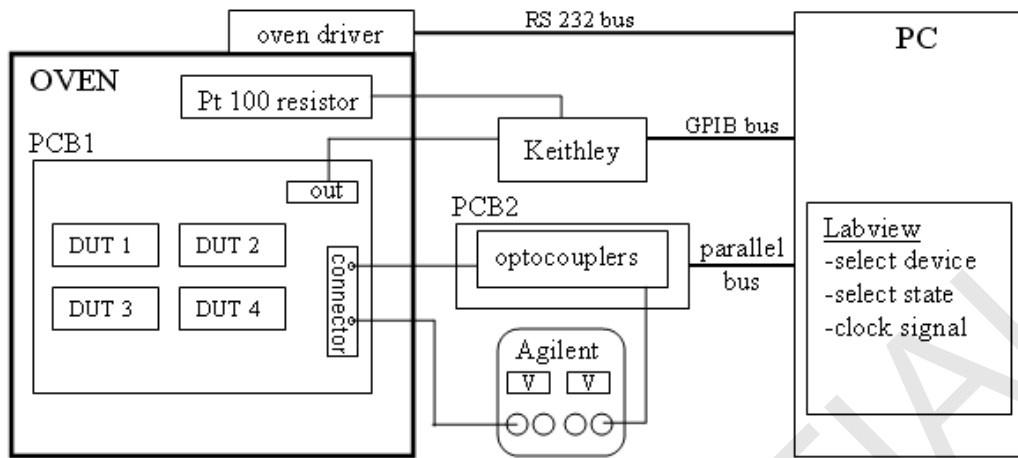 oven driver
RS 232 bus
PC
OVEN
Pt 100 resistor
GPIB bus
Keithley
PCB1
out
PCB2
DUT 1
DUT 2
optocouplers
parallel
bus
connector
DUT 3
DUT 4
Labview
-select device
-select state
-clock signal
Agilent
V
V